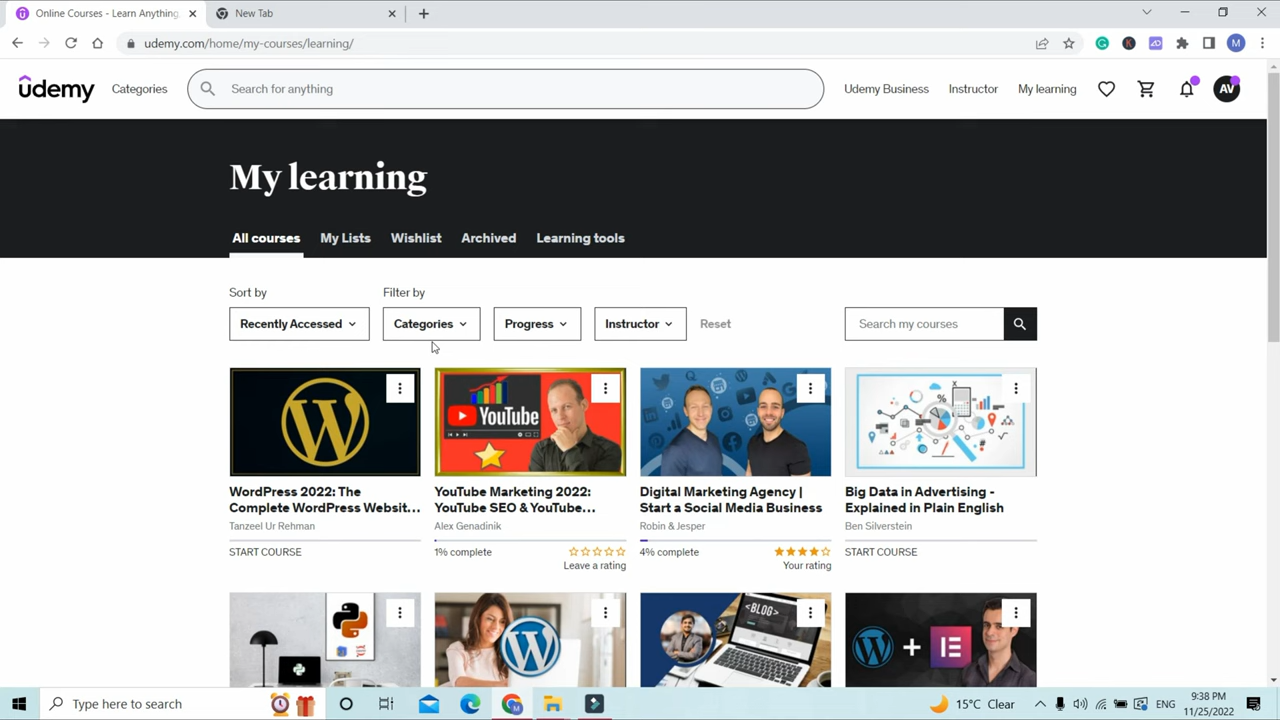 Online Courses - Learn Anything,
New Tab
udemy.com/home/my-courses/learning/
M
ûdemy
Categories
Search for anything
Udemy Business
Instructor
My learning
AV
My learning
All courses
My Lists
Wishlist
Archived
Learning tools
Sort by
Filter by
Recently Accessed
Categories
Progress
Instructor
Reset
Search my courses
YouTube
WordPress 2022: The
Complete WordPress Websit...
Tanzeel Ur Rehman
START COURSE
YouTube Marketing 2022:
YouTube SEO & YouTube...
Alex Genadinik
1% complete
Leave a rating
Digital Marketing Agency |
Start a Social Media Business
Robin & Jesper
4% complete
Your rating
Big Data in Advertising -
Explained in Plain English
Ben Silverstein
START COURSE
<BLOG>
Type here to search
15°C Clear
ENG
9:38 PM
11/25/2022